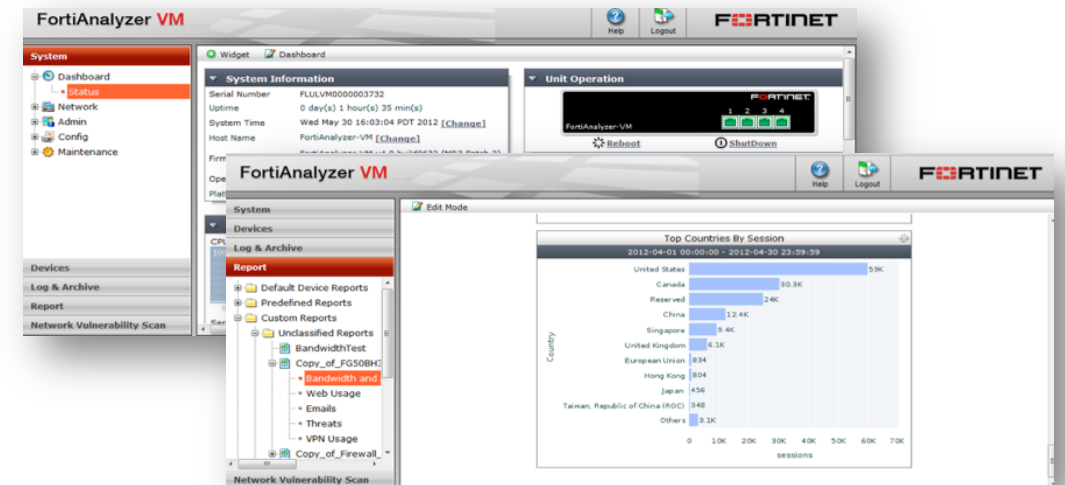 FortiAnalyzer VM
Help
Logout
FORTINET
System
Widget
Dashboard
Dashboard
Status
Network
Admin
Config
Maintenance
Devices
Log & Archive
Report
Network Vulnerability Scan
System Information
Serial Number FLULVM0000003732
Uptime 0 day(s) 1 hour(s) 35 min(s)
System Time Wed May 30 16:03:04 PDT 2012 [Change]
Host Name FortiAnalyzer-VM [Change]
Unit Operation
FORTINET
1 2 3 4
FortiAnalyzer-VM
Reboot
ShutDown
FortiAnalyzer VM
Help
Logout
FORTINET
System
Devices
Log & Archive
Report
Default Device Reports
Predefined Reports
Custom Reports
Unclassified Reports
BandwidthTest
Copy_of_FG50BH
Bandwidth and
Web Usage
Emails
Threats
VPN Usage
Copy_of_Firewall_
Network Vulnerability Scan
Edit Mode
Top Countries By Session
2012-04-01 00:00:00 - 2012-04-30 23:59:59
Country
United States 59K
Canada 30.3K
Reserved 24K
China 12.4K
Singapore 9.4K
United Kingdom 6.1K
European Union 834
Hong Kong 804
Japan 456
Taiwan; Republic of China (ROC) 348
Others 3.1K
0 10K 20K 30K 40K 50K 60K 70K
sessions